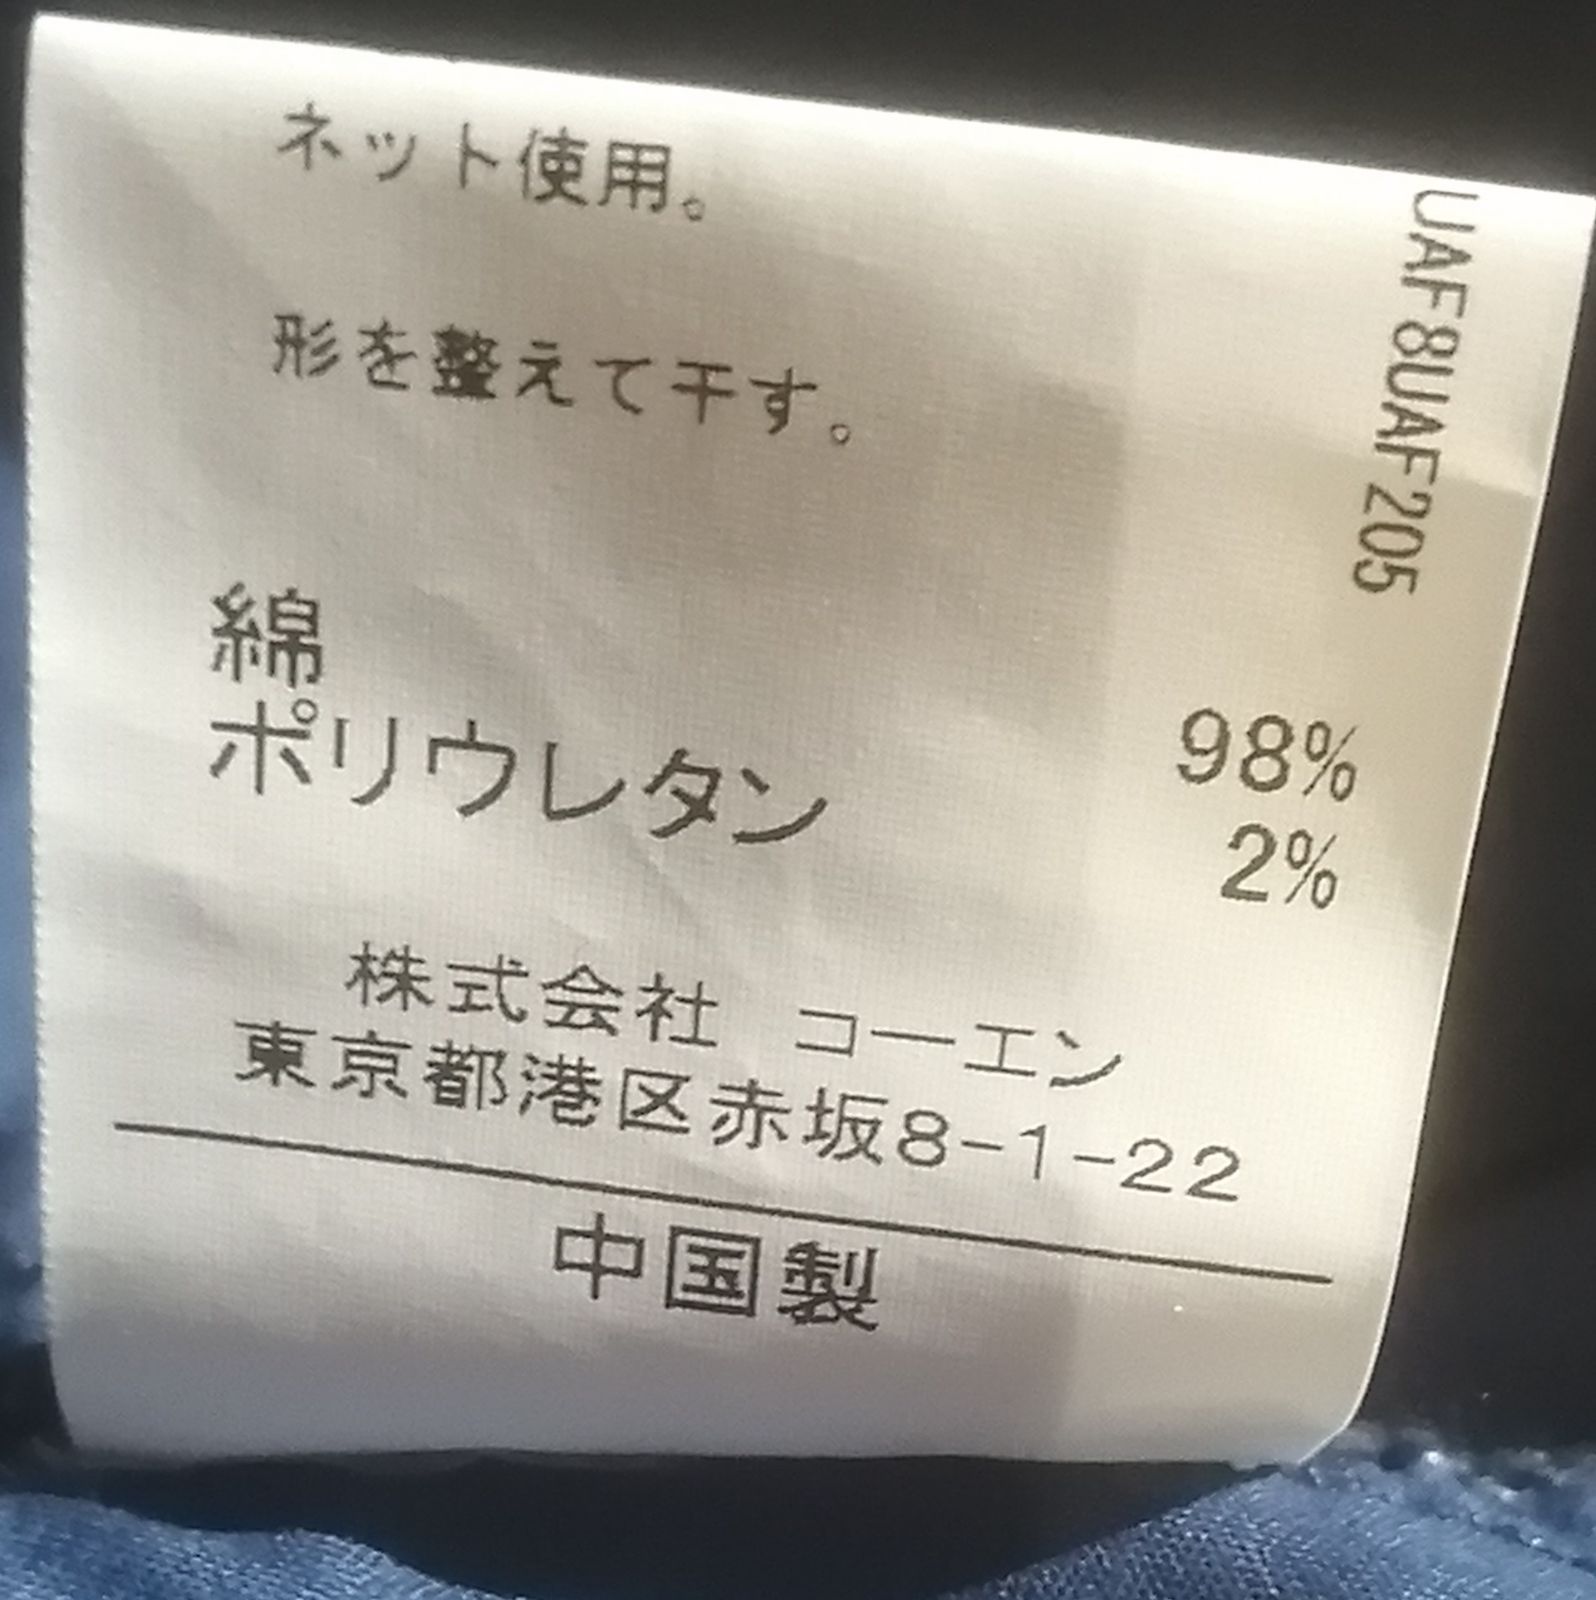 ネット使用。
形を整えて干す。
UAF8UAF205
綿 98%
ポリウレタン 2%
株式会社 コーエン
東京都港区赤坂8-1-22
中国製